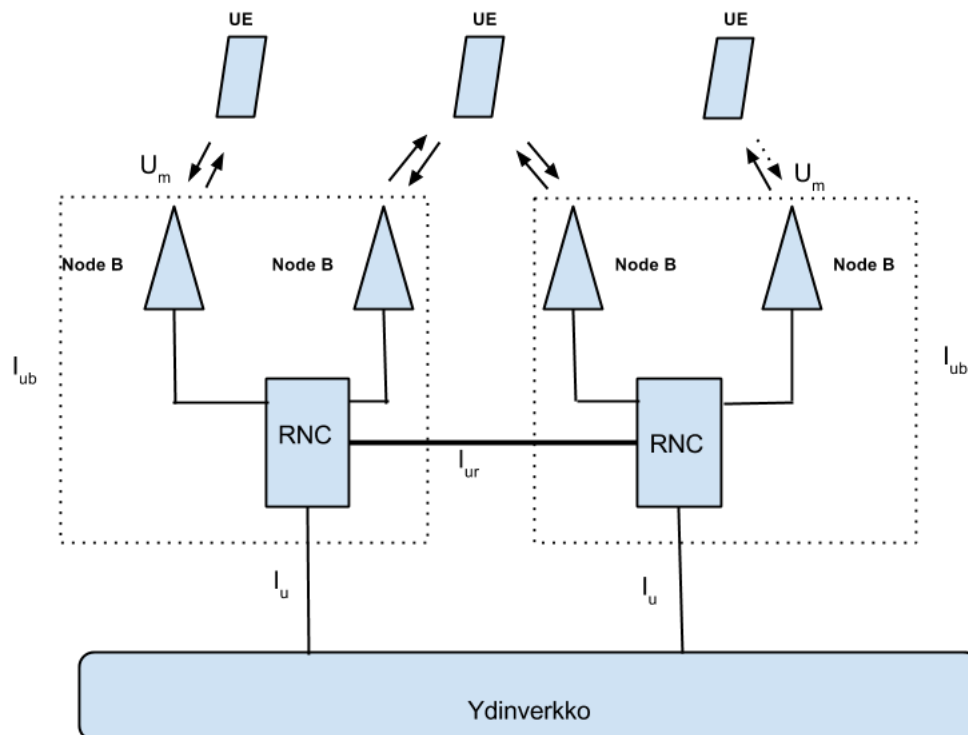 UE
UE
UE
Um
Um
Node B
Node B
Node B
Node B
Iub
Iub
RNC
RNC
Iur
Iu
Iu
Ydinverkko